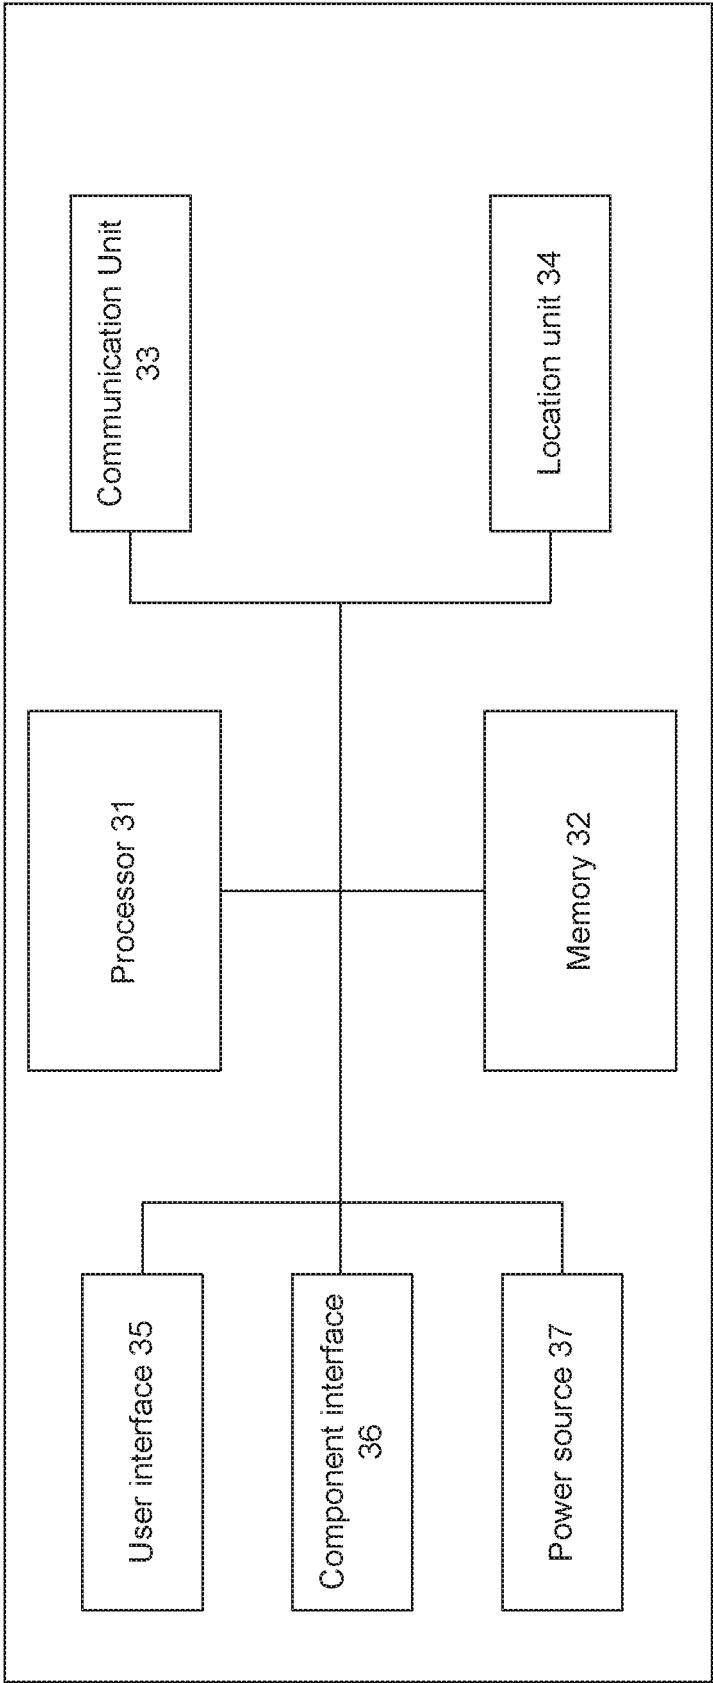 User interface 35
Component interface
36
Power source 37
Processor 31
Memory 32
Communication Unit
33
Location unit 34